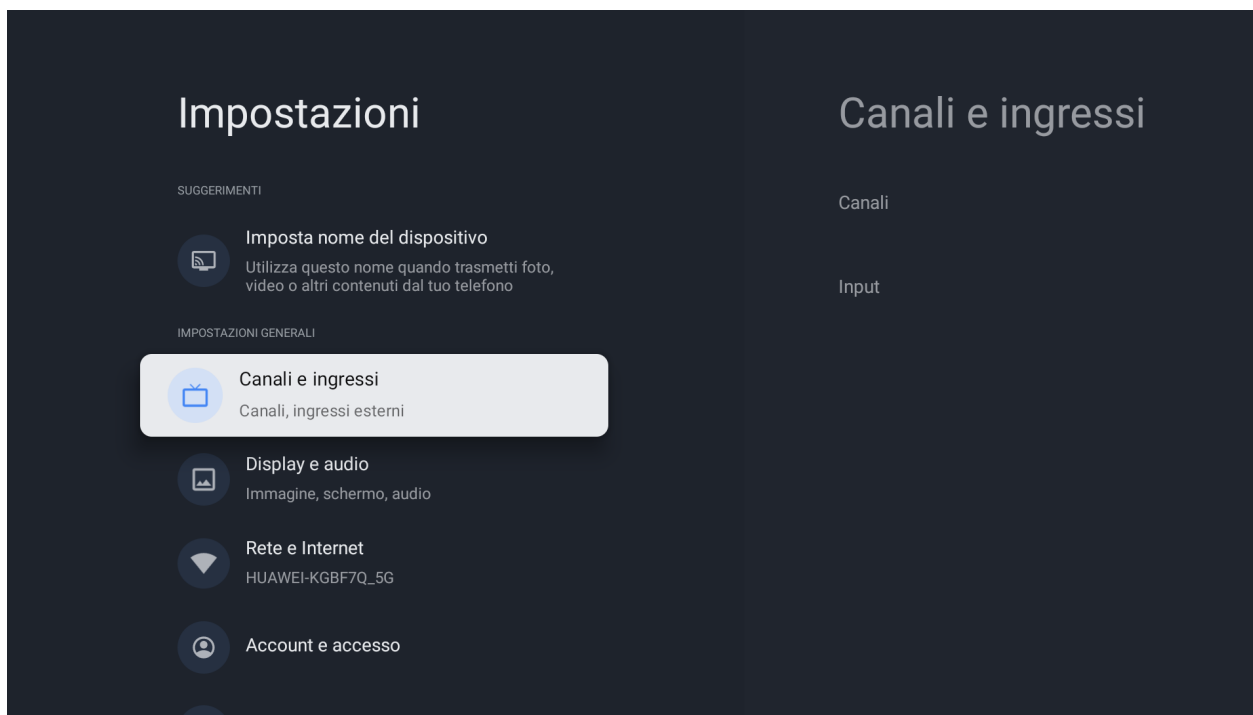 Impostazioni
SUGGERIMENTI
Imposta nome del dispositivo
Utilizza questo nome quando trasmetti foto,
video o altri contenuti dal tuo telefono
IMPOSTAZIONI GENERALI
Canali e ingressi
Canali, ingressi esterni
Display e audio
Immagine, schermo, audio
Rete e Internet
HUAWEI-KGBF7Q_5G
Account e accesso
Canali e ingressi
Canali
Input